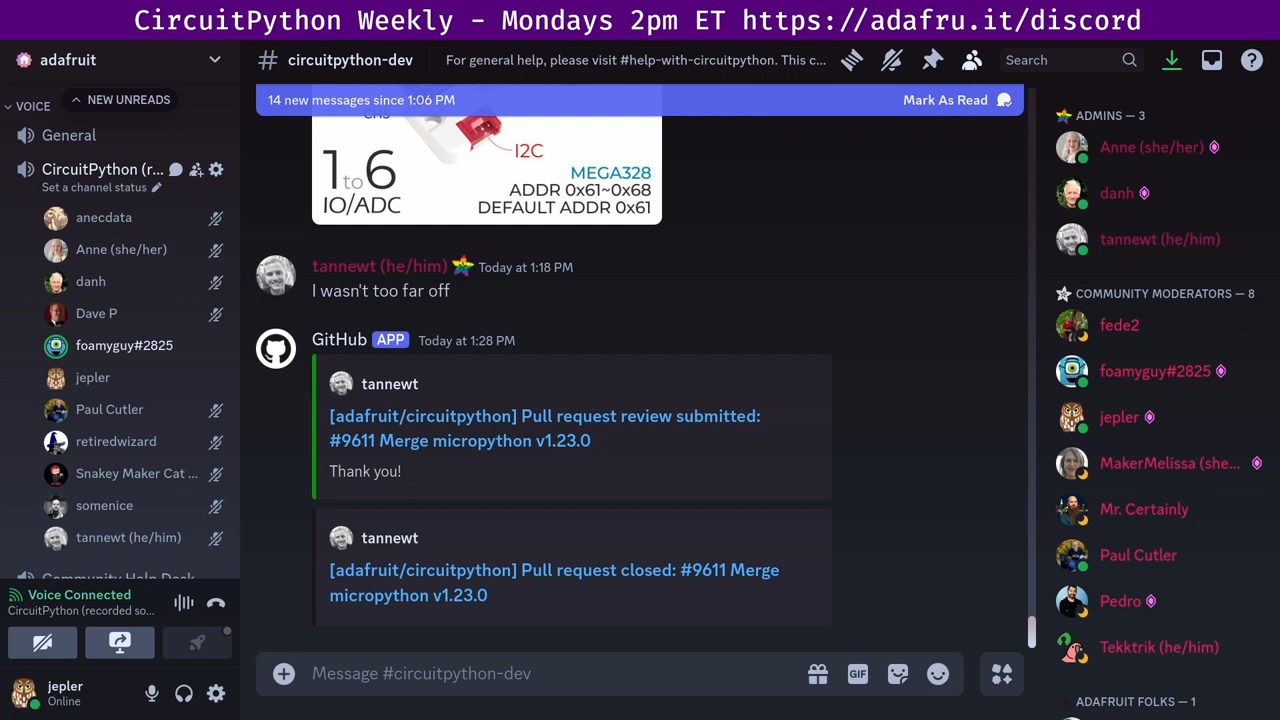 CircuitPython Weekly - Mondays 2pm ET https://adafru.it/discord
adafruit
VOICE
NEW UNREADS
General
CircuitPython (r...
Set a channel status
anecdata
Anne (she/her)
danh
Dave P
foamyguy#2825
jepler
Paul Cutler
retiredwizard
Snakey Maker Cat ...
somenice
tannewt (he/him)
Community Help Desk
Voice Connected
CircuitPython (recorded so...
jepler
Online
# circuitpython-dev
For general help, please visit #help-with-circuitpython. This c...
Search
14 new messages since 1:06 PM
Mark As Read
I2C
1to6
IO/ADC
MEGA328
ADDR 0x61~0x68
DEFAULT ADDR 0x61
tannewt (he/him) Today at 1:18 PM
I wasn't too far off
GitHub APP Today at 1:28 PM
tannewt
[adafruit/circuitpython] Pull request review submitted:
#9611 Merge micropython v1.23.0
Thank you!
tannewt
[adafruit/circuitpython] Pull request closed: #9611 Merge
micropython v1.23.0
Message #circuitpython-dev
GIF
ADMINS — 3
Anne (she/her)
danh
tannewt (he/him)
COMMUNITY MODERATORS — 8
fede2
foamyguy#2825
jepler
MakerMelissa (she...
Mr. Certainly
Paul Cutler
Pedro
Tekktrik (he/him)
ADAFRUIT FOLKS — 1